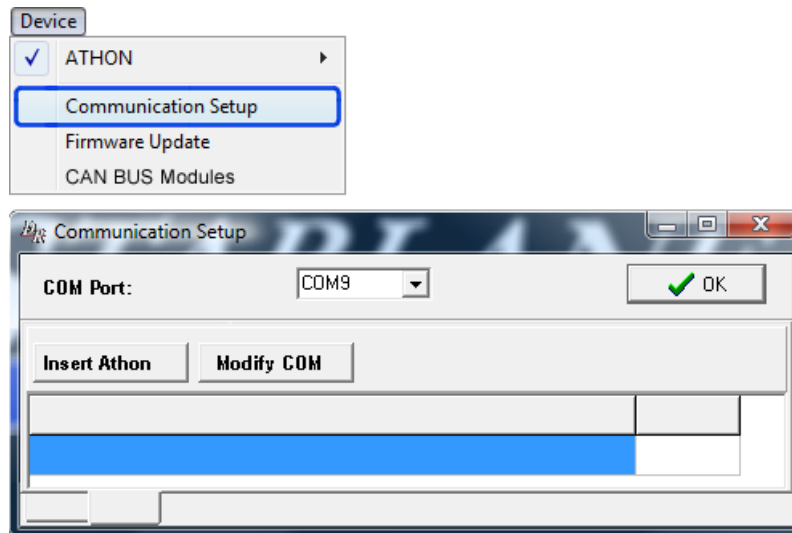 Device
ATHON
Communication Setup
Firmware Update
CAN BUS Modules
Communication Setup
COM Port:
COM9
OK
Insert Athon
Modify COM